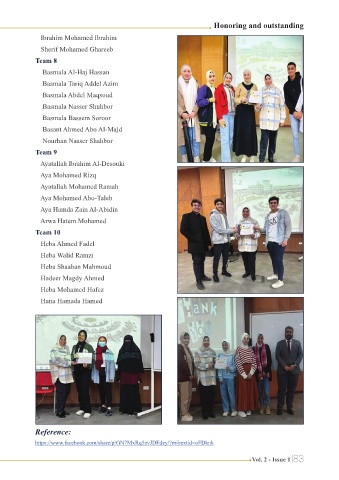 Honoring and outstanding
Ibrahim Mohamed Ibrahim
Sherif Mohamed Ghareeb
Team 8
Basmala Al-Haj Hassan
Basmala Tariq Addel Azim
Basmala Abdel Maqsoud
Basmala Nasser Shahbor
Basmala Bassem Soroor
Basant Ahmed Abo Al-Majd
Nourhan Nasser Shahbor
Team 9
Ayatallah Ibrahim Al-Desouki
Aya Mohamed Rizq
Ayatallah Mohamed Ramah
Aya Mohamed Abo-Taleb
Aya Hamda Zain Al-Abidin
Arwa Hatem Mohamed
Team 10
Heba Ahmed Fadel
Heba Walid Ramzi
Heba Shaaban Mahmoud
Hadeer Magdy Ahmed
Heba Mohamed Hafez
Hana Hamada Hamed
Reference:
Vol. 2 - Issue 1 83